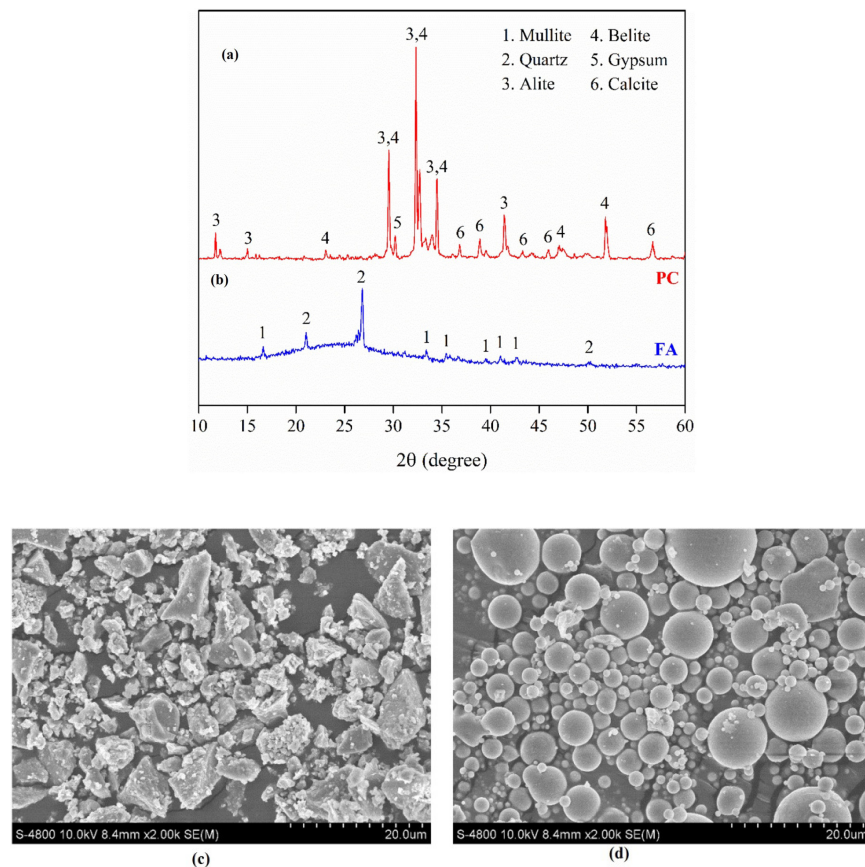 (a)
1. Mullite 4. Belite
2. Quartz 5. Gypsum
3. Alite 6. Calcite
3,4
3,4
3,4
3
3
4
5
6
6
3
6
6
4
4
6
PC
(b)
2
1
2
1
1
1
1
1
2
FA
10 15 20 25 30 35 40 45 50 55 60
2θ (degree)
S-4800 10.0kV 8.4mm x2.00k SE(M) 20.0um
S-4800 10.0kV 8.4mm x2.00k SE(M) 20.0um
(c)
(d)